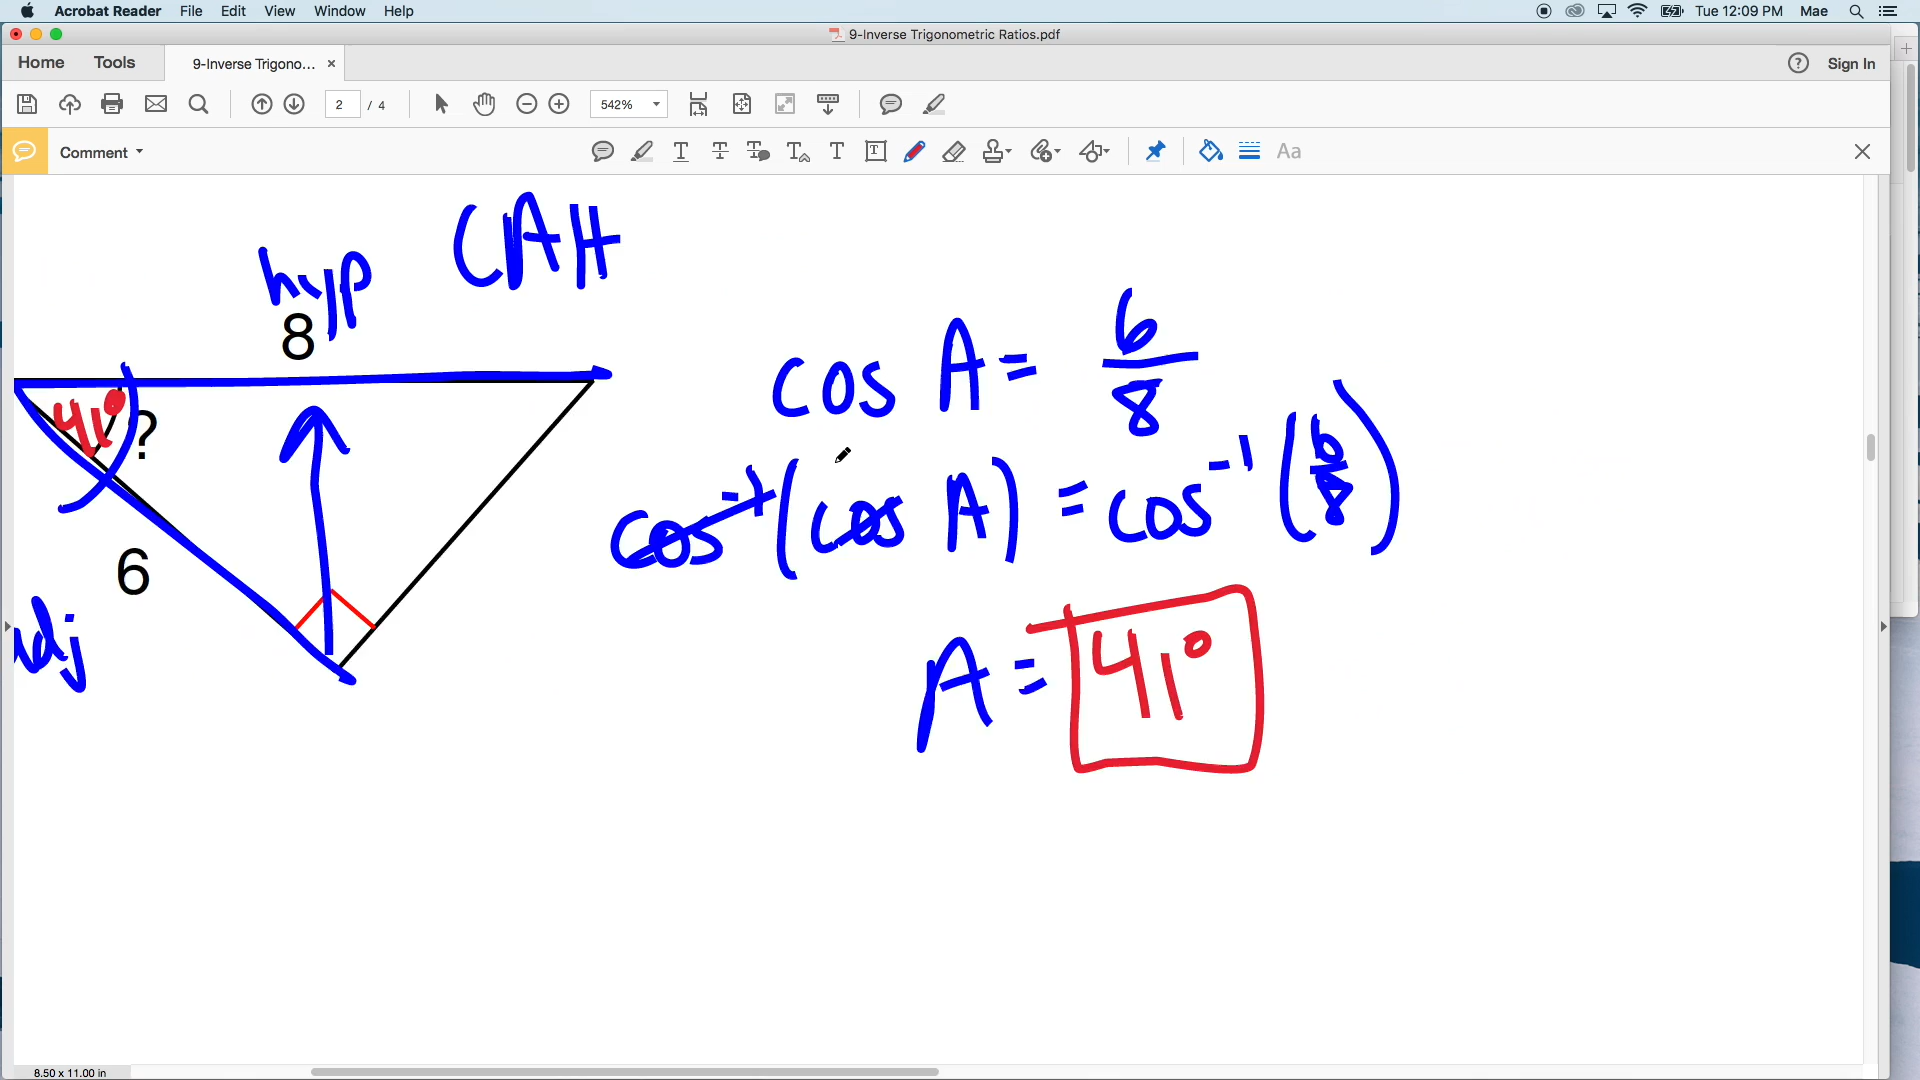 Acrobat Reader File Edit View Window Help Tue 12:09 PM Mae
9-Inverse Trigonometric Ratios.pdf
Home Tools 9-Inverse Trigono... × Sign In
2 / 4 542%
Comment Aa
CAH
hyp
8
cos A = 6/8
41° ?
cos⁻¹(cos A) = cos⁻¹(6/8)
6
adj
A = 41°
8.50 x 11.00 in